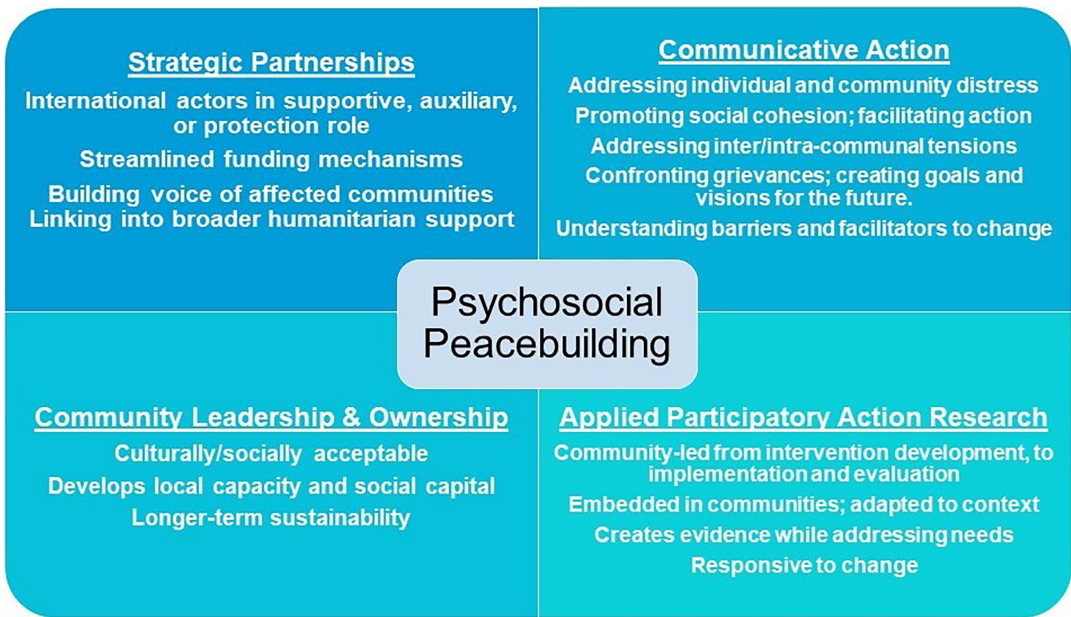 Strategic Partnerships
International actors in supportive, auxiliary,
or protection role
Streamlined funding mechanisms
Building voice of affected communities
Linking into broader humanitarian support
Communicative Action
Addressing individual and community distress
Promoting social cohesion; facilitating action
Addressing inter/intra-communal tensions
Confronting grievances; creating goals and
visions for the future.
Understanding barriers and facilitators to change
Psychosocial
Peacebuilding
Community Leadership & Ownership
Culturally/socially acceptable
Develops local capacity and social capital
Longer-term sustainability
Applied Participatory Action Research
Community-led from intervention development, to
implementation and evaluation
Embedded in communities; adapted to context
Creates evidence while addressing needs
Responsive to change